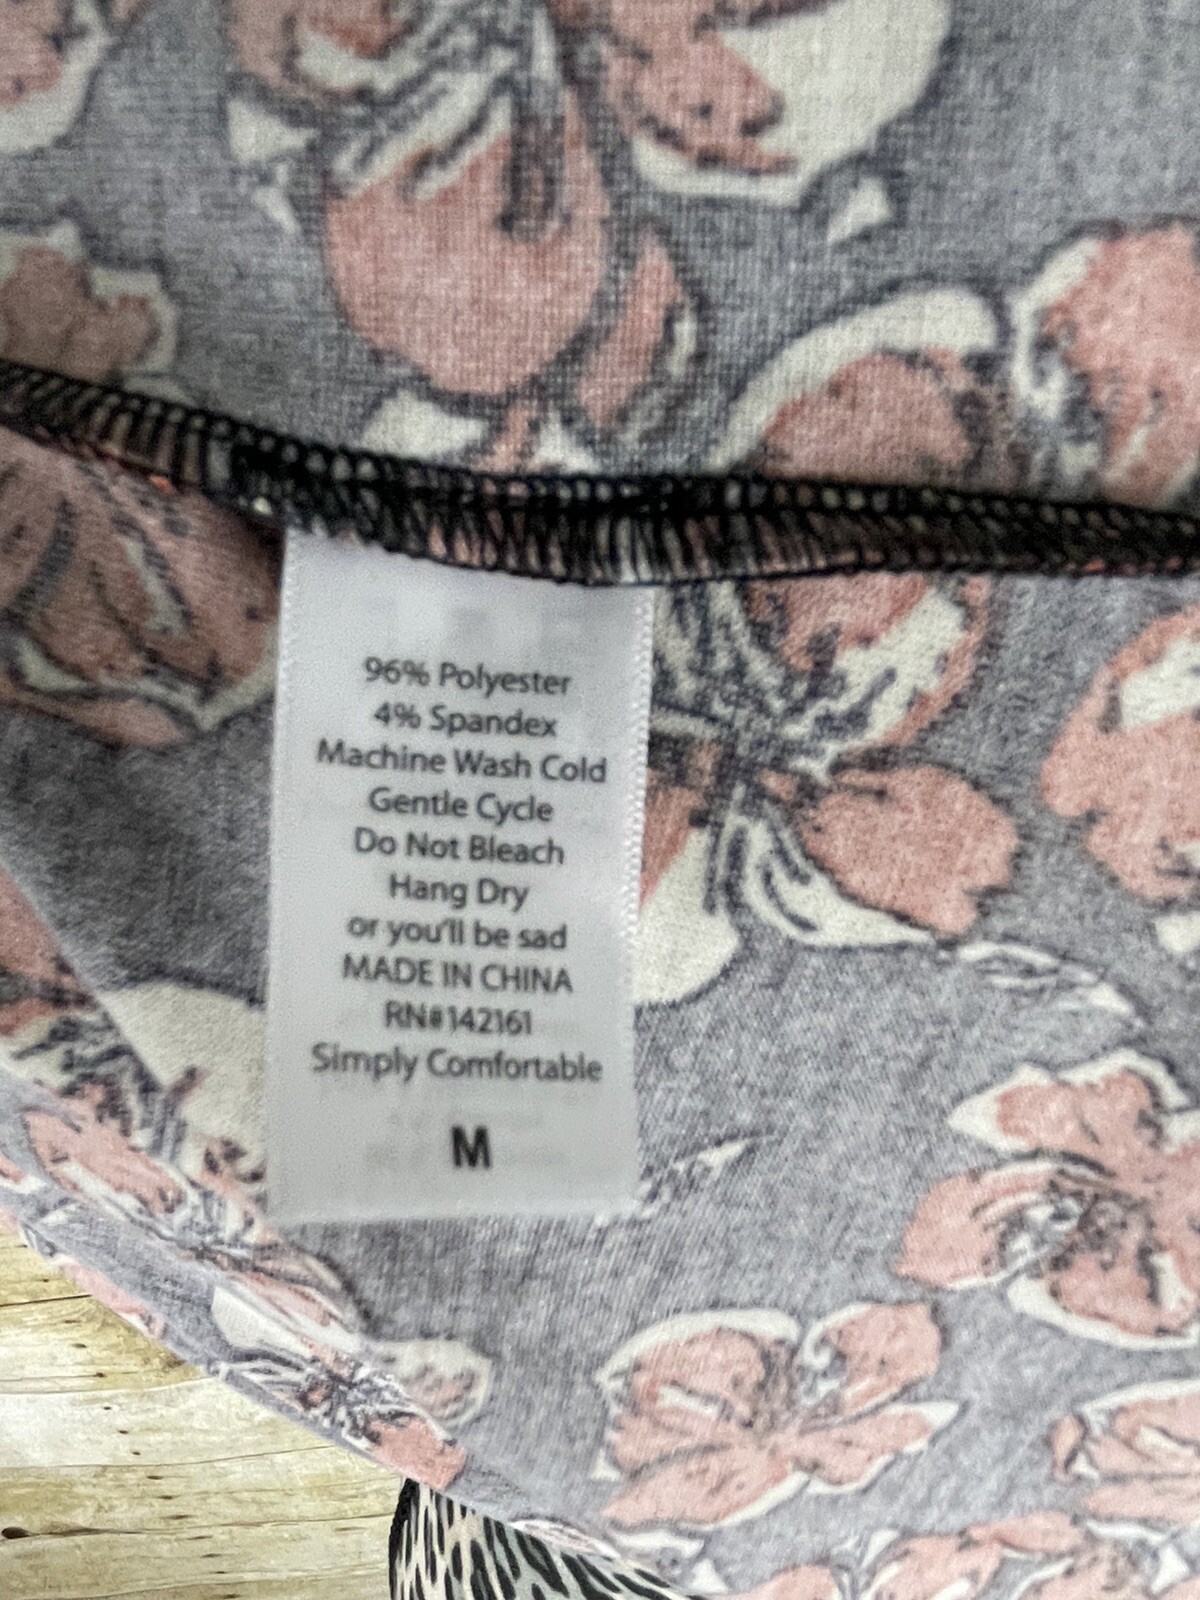 96% Polyester
4% Spandex
Machine Wash Cold
Gentle Cycle
Do Not Bleach
Hang Dry
or you'll be sad
MADE IN CHINA
RN#142161
Simply Comfortable
M